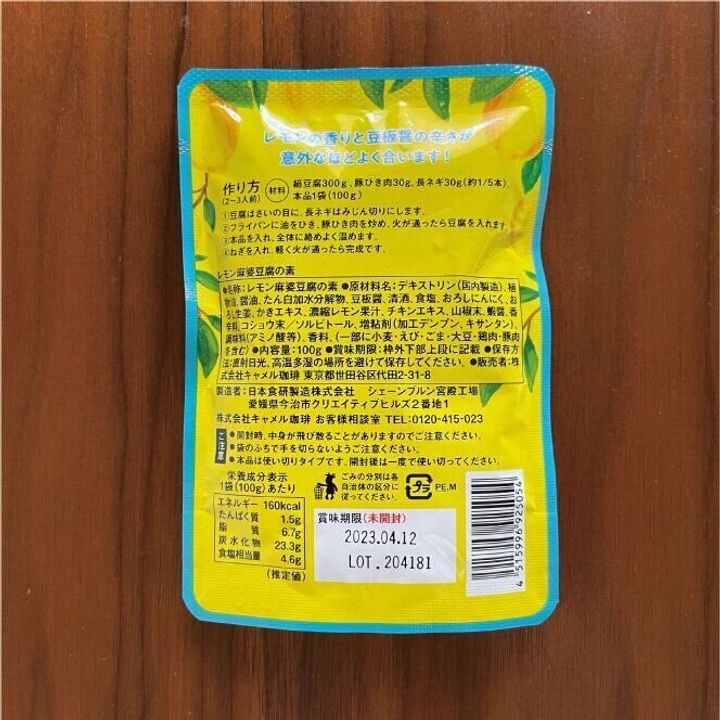 レモンの香りと豆板醤の辛さが
意外なほどよく合います！
作り方
(2〜3人前)
材料
絹豆腐300g、豚ひき肉30g、長ネギ30g(約1/5本)
本品1袋(100g)
①豆腐はさいの目に、長ネギはみじん切りにします。
②フライパンに油をひき、豚ひき肉を炒め、火が通ったら豆腐を入れます。
③本品を入れ、全体に絡めよく温めます。
④ねぎを入れ、軽く火が通ったら完成です。
レモン麻婆豆腐の素
●名称:レモン麻婆豆腐の素 ●原材料名:デキストリン(国内製造)、植
物油、醤油、たん白加水分解物、豆板醤、清酒、食塩、おろしにんにく、お
ろし生姜、かきエキス、濃縮レモン果汁、チキンエキス、山椒末、蝦醤、香
辛料、コショウ末／ソルビトール、増粘剤(加工デンプン、キサンタン)、
調味料(アミノ酸等)、香料、(一部に小麦・えび・ごま・大豆・鶏肉・豚肉
を含む) ●内容量:100g ●賞味期限:枠外下部上段に記載 ●保存方
法:直射日光、高温多湿の場所を避けて保存してください。 ●販売者:株
式会社キャメル珈琲 東京都世田谷区代田2-31-8
製造者:日本食研製造株式会社 シェーンブルン宮殿工場
愛媛県今治市クリエイティブヒルズ2番地1
株式会社キャメル珈琲 お客様相談室 TEL:0120-415-023
ご注意
●開封時、中身が飛び散ることがありますのでご注意ください。
●袋のふちで手を切らないようご注意ください。
●本品は使い切りタイプです。開封後は一度で使い切ってください。
栄養成分表示
1袋(100g)あたり
エネルギー 160kcal
たんぱく質 1.5g
脂質 6.7g
炭水化物 23.3g
食塩相当量 4.6g
(推定値)
ごみの分別は各
自治体の区分に
従ってください。
プラ
PE,M
賞味期限(未開封)
2023.04.12
LOT. 204181
4 515996 925054